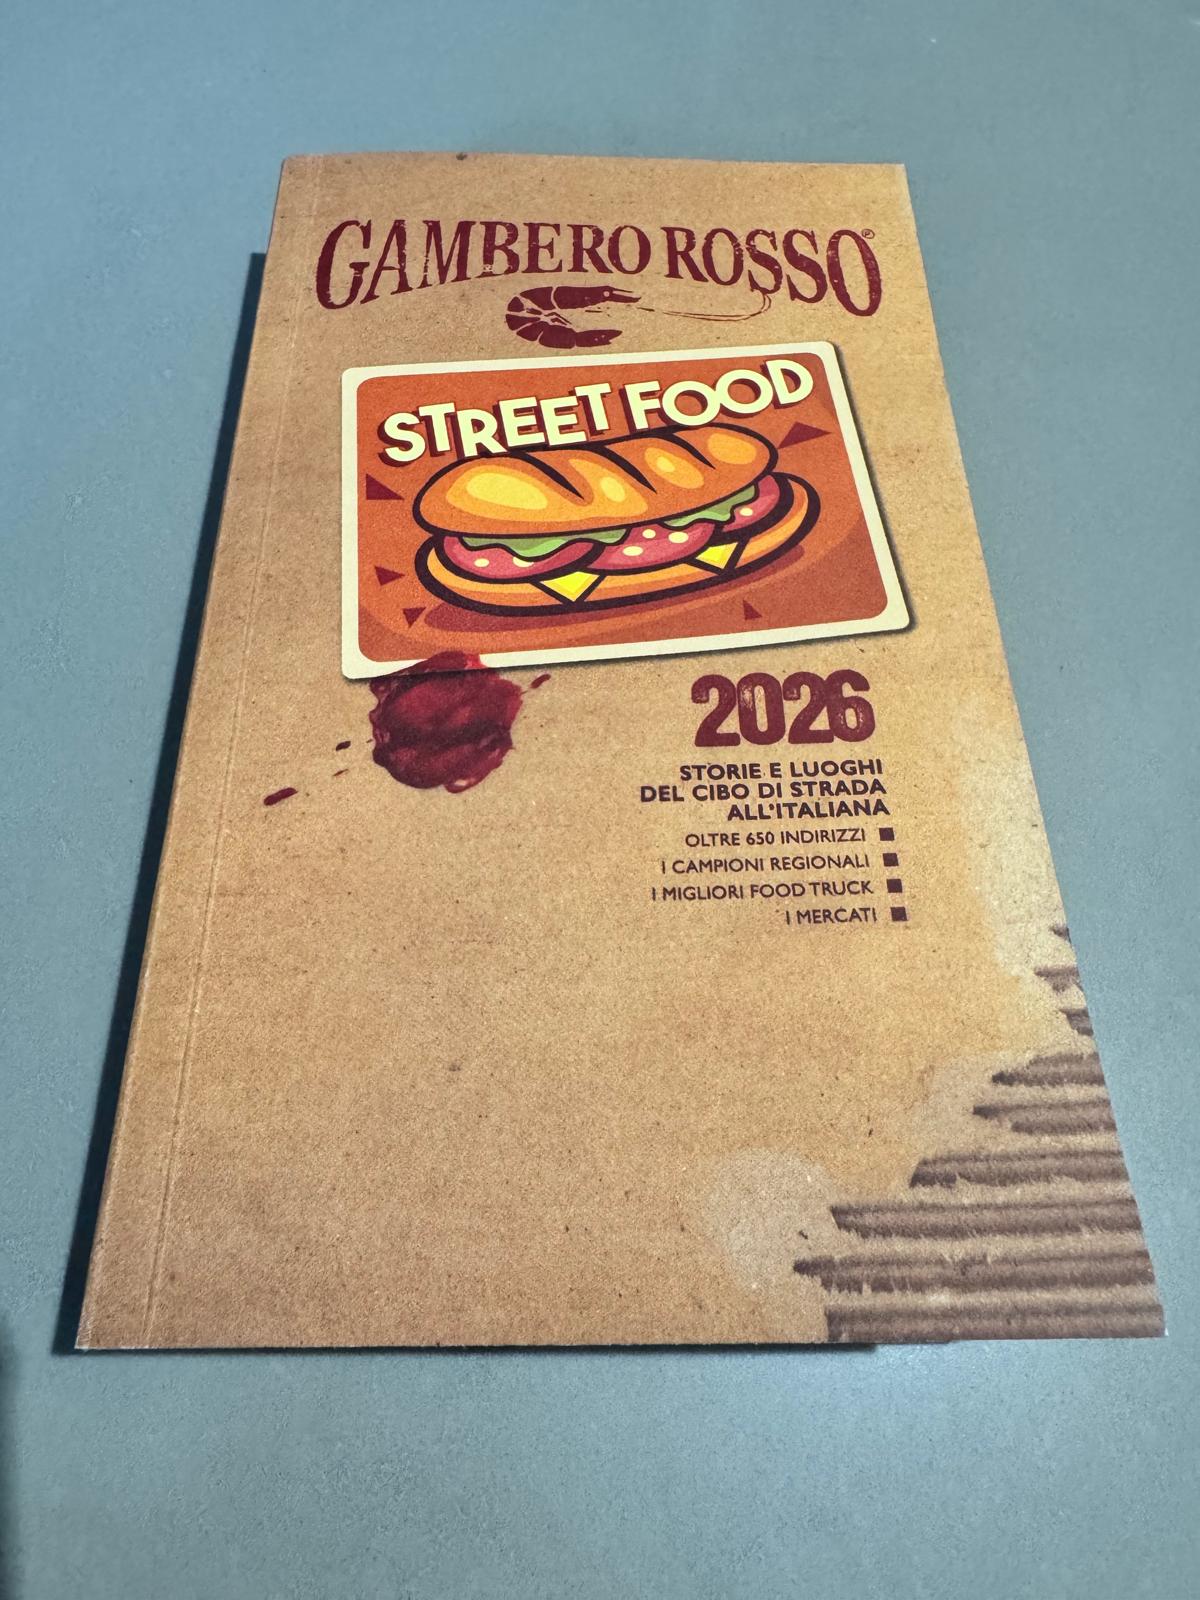 GAMBERO ROSSO®
STREET FOOD
2026
STORIE E LUOGHI
DEL CIBO DI STRADA
ALL'ITALIANA
OLTRE 650 INDIRIZZI
I CAMPIONI REGIONALI
I MIGLIORI FOOD TRUCK
I MERCATI